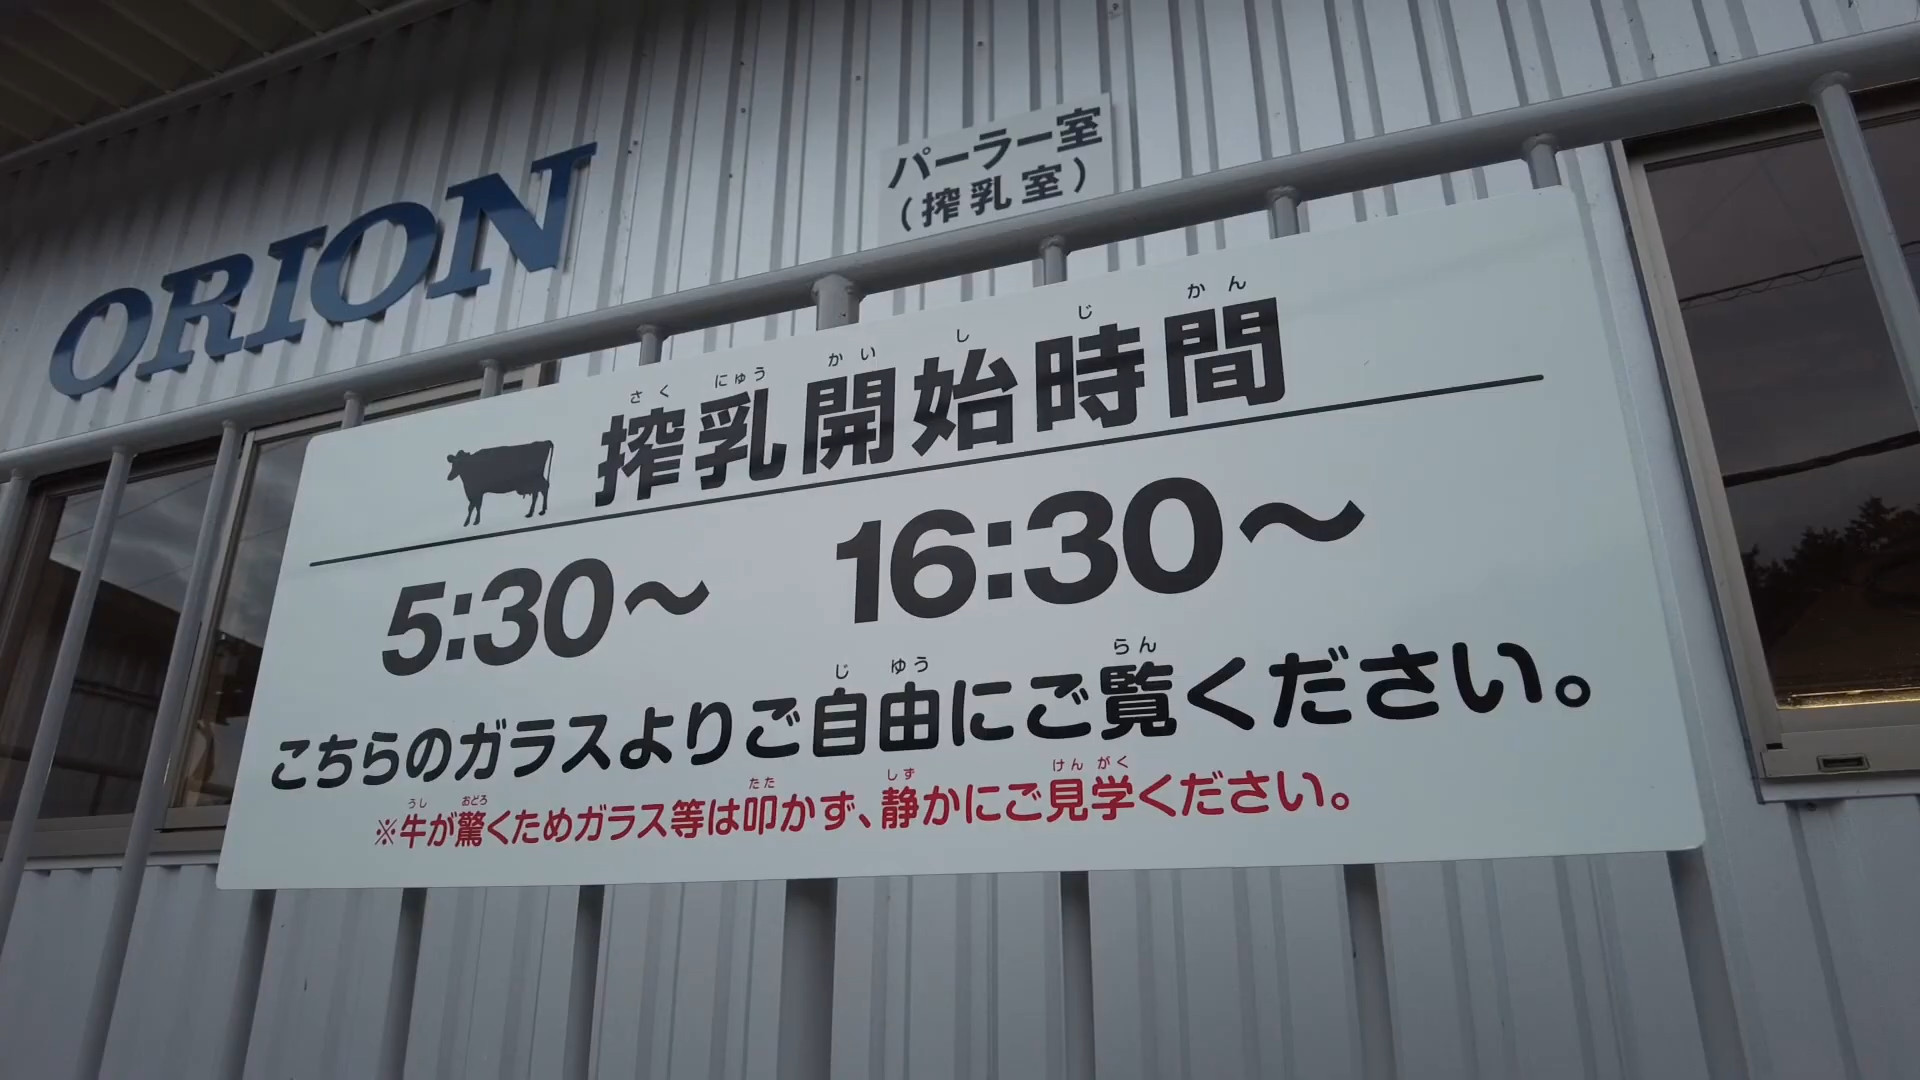 ORION
パーラー室
(搾乳室)
さくにゅうかいしじかん
搾乳開始時間
5:30～ 16:30～
じゆう らん
こちらのガラスよりご自由にご覧ください。
うし おどろ たた しず けんがく
※牛が驚くためガラス等は叩かず、静かにご見学ください。